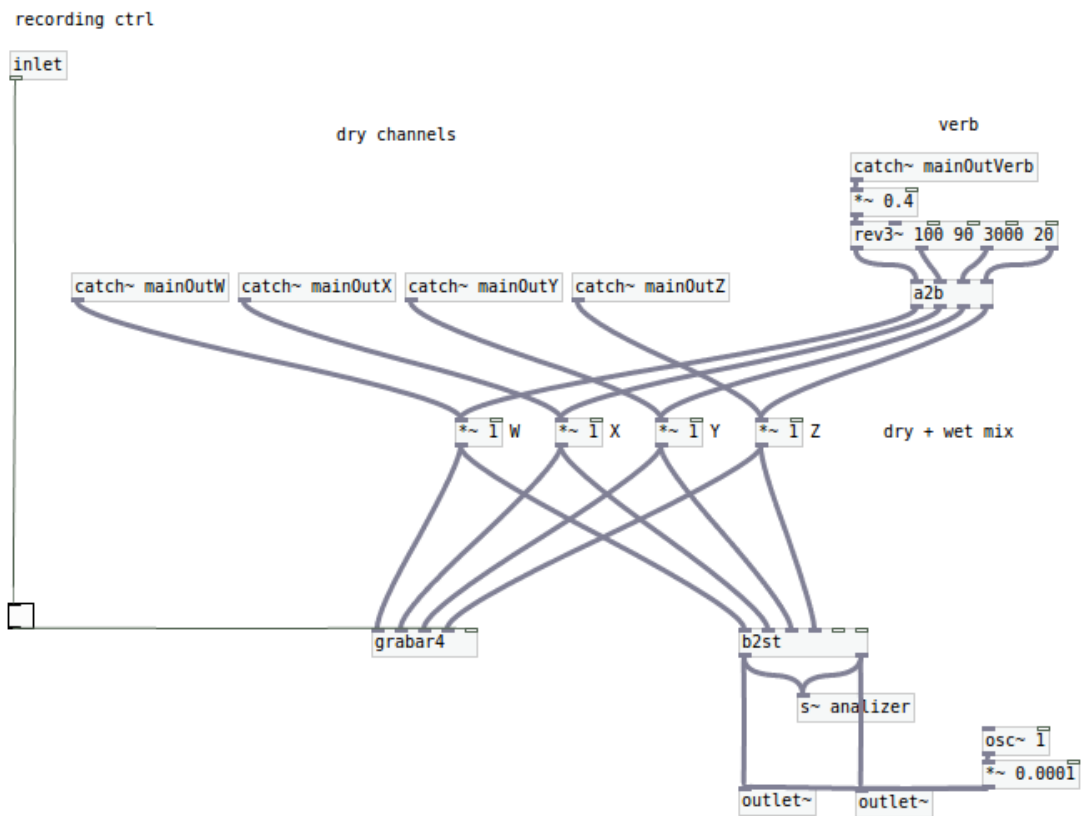 recording ctrl
inlet
dry channels
verb
catch~ mainOutVerb
*~ 0.4
rev3~ 100 90 3000 20
catch~ mainOutW
catch~ mainOutX
catch~ mainOutY
catch~ mainOutZ
a2b
*~ 1 W
*~ 1 X
*~ 1 Y
*~ 1 Z
dry + wet mix
grabar4
b2st
s~ analizer
osc~ 1
*~ 0.0001
outlet~
outlet~